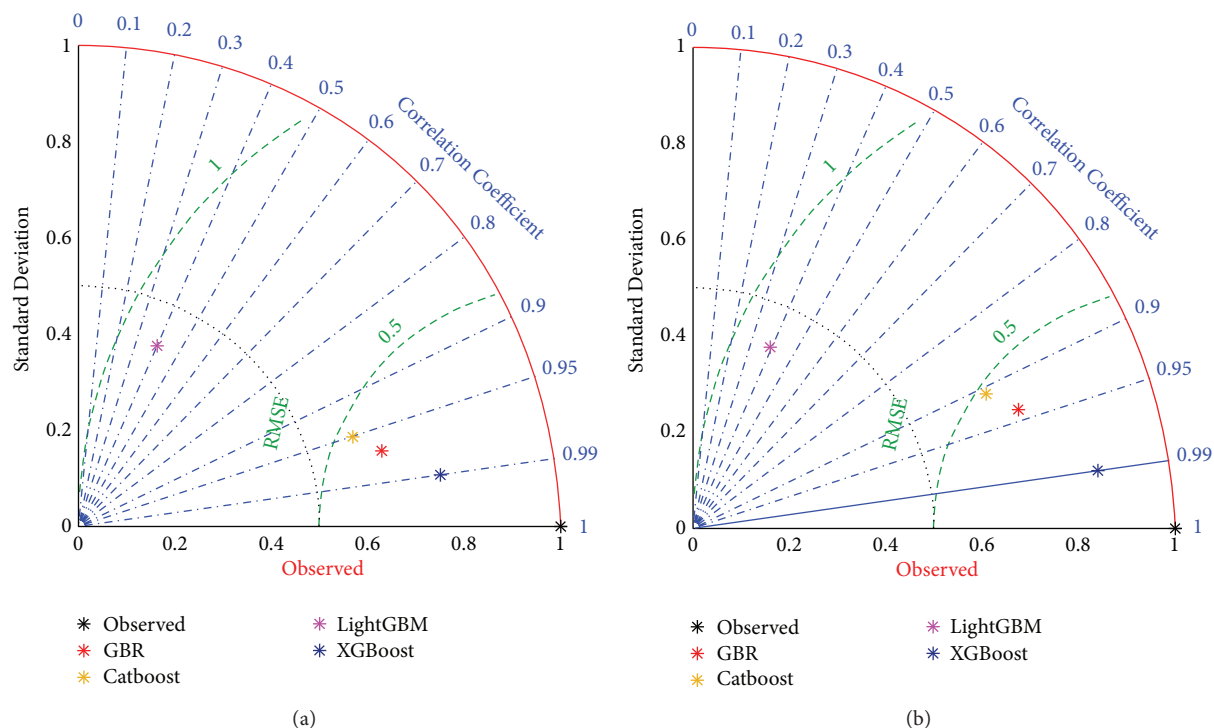 0
0.1
0.2
0.3
0.4
0.5
0.6
0.7
0.8
0.9
0.95
0.99
1
Correlation Coefficient
1
0.8
0.6
0.4
0.2
0
Standard Deviation
1
0.5
RMSE
0 0.2 0.4 0.6 0.8 1
Observed
Observed
GBR
Catboost
LightGBM
XGBoost
(a)
0
0.1
0.2
0.3
0.4
0.5
0.6
0.7
0.8
0.9
0.95
0.99
1
Correlation Coefficient
1
0.8
0.6
0.4
0.2
0
Standard Deviation
1
0.5
RMSE
0 0.2 0.4 0.6 0.8 1
Observed
Observed
GBR
Catboost
LightGBM
XGBoost
(b)